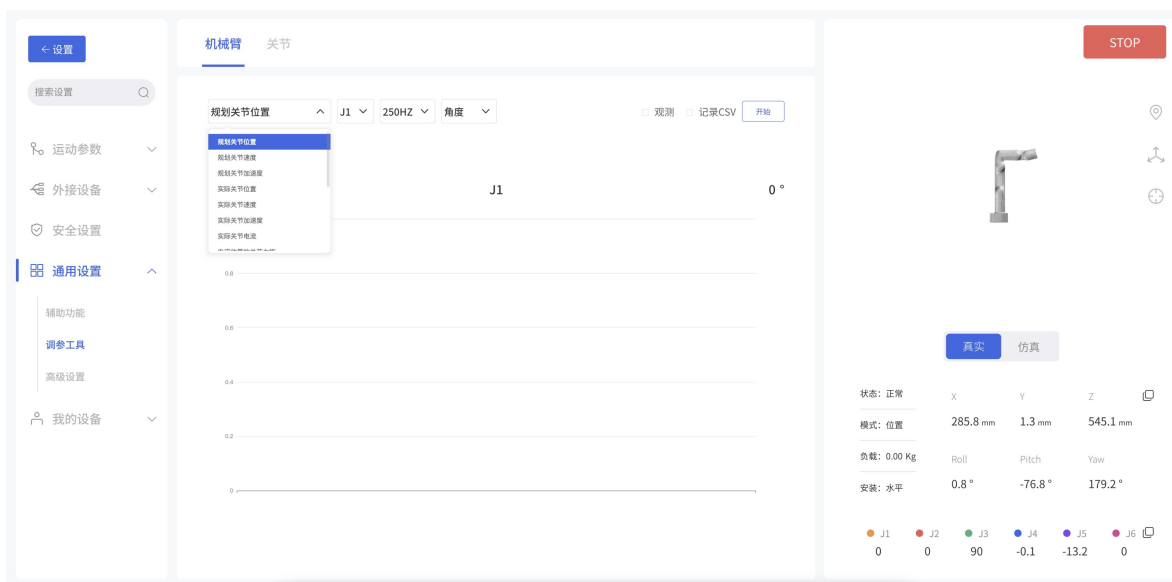 ←设置
搜索设置
运动参数
外接设备
安全设置
通用设置
辅助功能
调参工具
高级设置
我的设备
机械臂 关节
规划关节位置 J1 250HZ 角度 观测 记录CSV 开始
规划关节位置
规划关节速度
规划关节加速度
实际关节位置
实际关节速度
实际关节加速度
实际关节电流
J1 0 °
0.8
0.6
0.4
0.2
0
STOP
真实 仿真
状态：正常
模式：位置
负载：0.00 Kg
安装：水平
X Y Z
285.8 mm 1.3 mm 545.1 mm
Roll Pitch Yaw
0.8 ° -76.8 ° 179.2 °
J1 J2 J3 J4 J5 J6
0 0 90 -0.1 -13.2 0